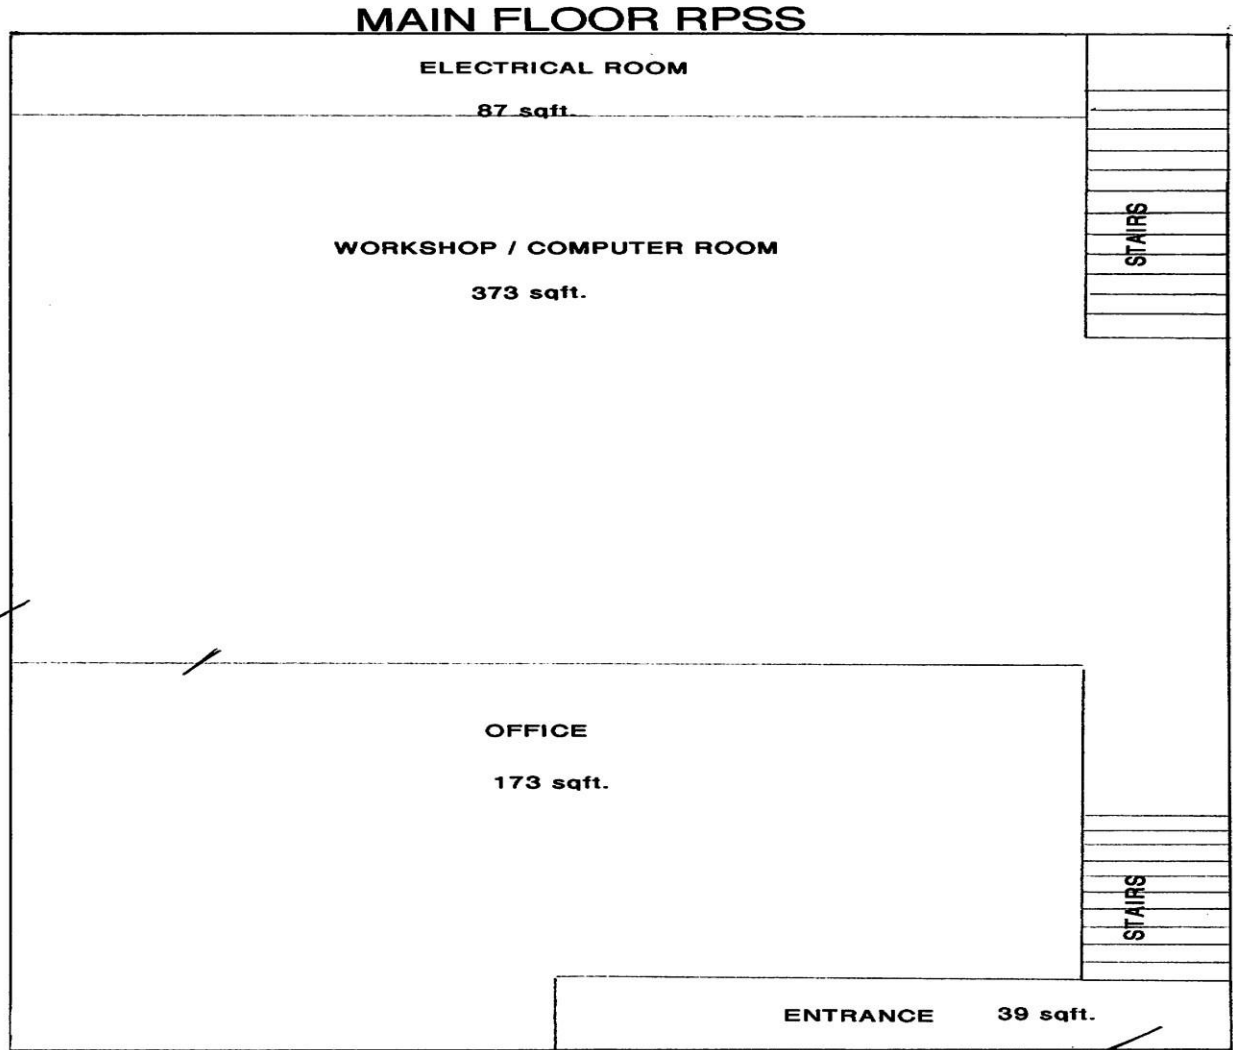 MAIN FLOOR RPSS
ELECTRICAL ROOM
87 sqft.
WORKSHOP / COMPUTER ROOM
373 sqft.
STAIRS
OFFICE
173 sqft.
STAIRS
ENTRANCE 39 sqft.